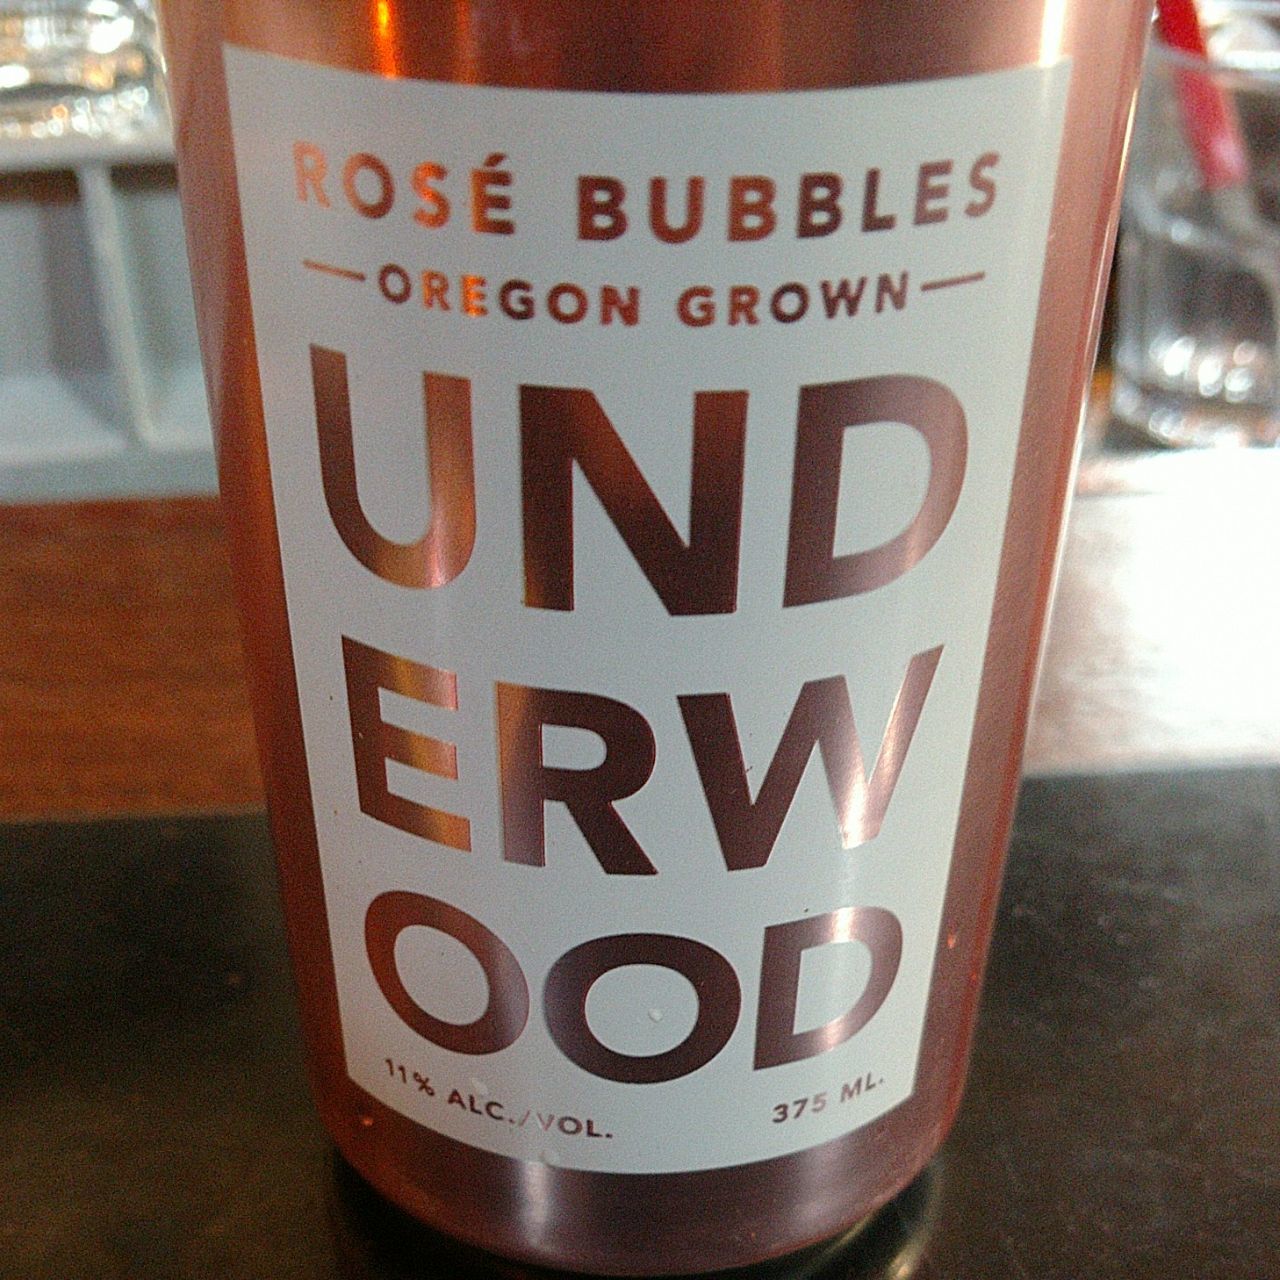 ROSÉ BUBBLES
OREGON GROWN
UND
ERW
OOD
11% ALC./VOL. 375 ML.